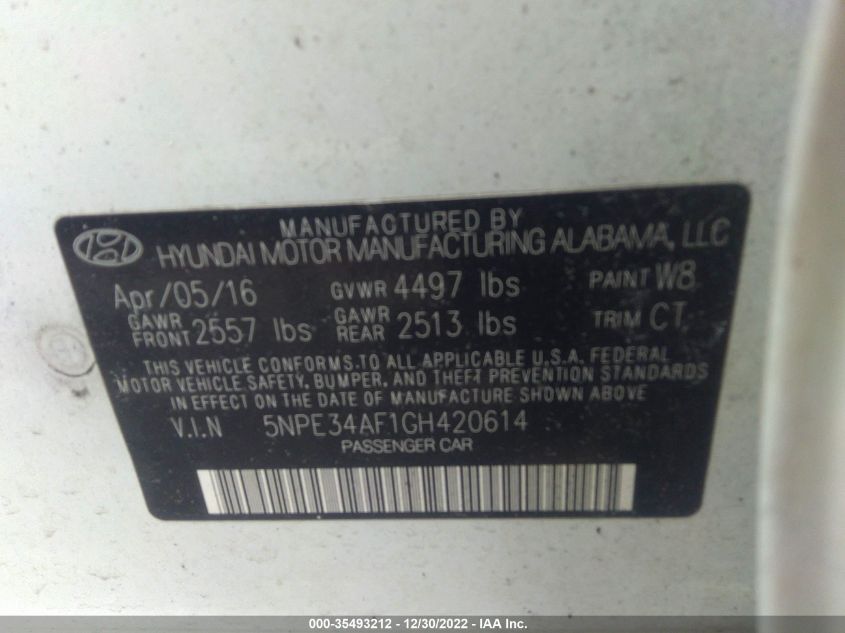 MANUFACTURED BY
HYUNDAI MOTOR MANUFACTURING ALABAMA, LLC
Apr/05/16 GVWR 4497 lbs PAINT W8
GAWR FRONT 2557 lbs GAWR REAR 2513 lbs TRIM CT
THIS VEHICLE CONFORMS TO ALL APPLICABLE U.S.A. FEDERAL
MOTOR VEHICLE SAFETY, BUMPER, AND THEFT PREVENTION STANDARDS
IN EFFECT ON THE DATE OF MANUFACTURE SHOWN ABOVE
V.I.N 5NPE34AF1GH420614
PASSENGER CAR
000-35493212 - 12/30/2022 - IAA Inc.